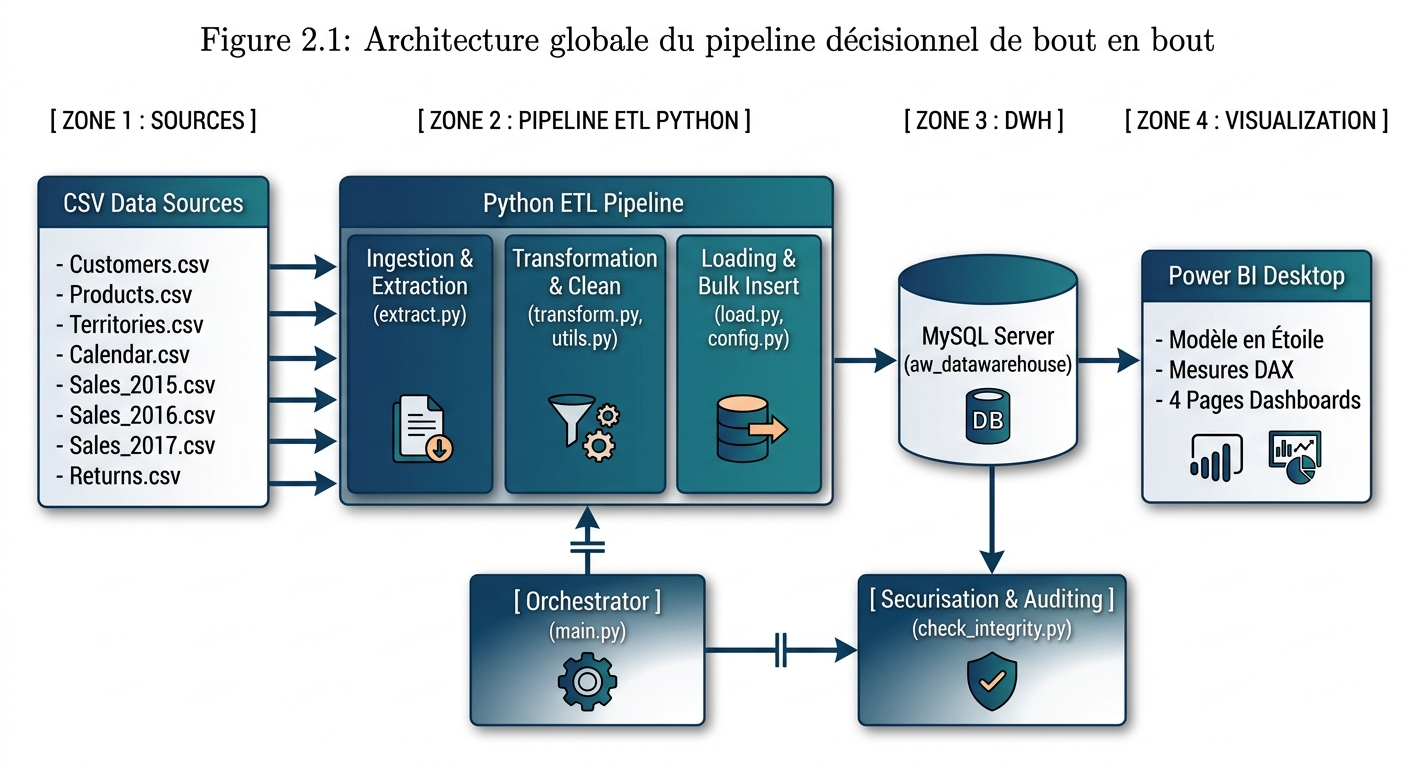 Figure 2.1: Architecture globale du pipeline décisionnel de bout en bout
[ ZONE 1 : SOURCES ]
[ ZONE 2 : PIPELINE ETL PYTHON ]
[ ZONE 3 : DWH ]
[ ZONE 4 : VISUALIZATION ]
CSV Data Sources
- Customers.csv
- Products.csv
- Territories.csv
- Calendar.csv
- Sales_2015.csv
- Sales_2016.csv
- Sales_2017.csv
- Returns.csv
Python ETL Pipeline
Ingestion &
Extraction
(extract.py)
Transformation
& Clean
(transform.py,
utils.py)
Loading &
Bulk Insert
(load.py,
config.py)
MySQL Server
(aw_datawarehouse)
DB
Power BI Desktop
- Modèle en Étoile
- Mesures DAX
- 4 Pages Dashboards
[ Orchestrator ]
(main.py)
[ Securisation & Auditing ]
(check_integrity.py)